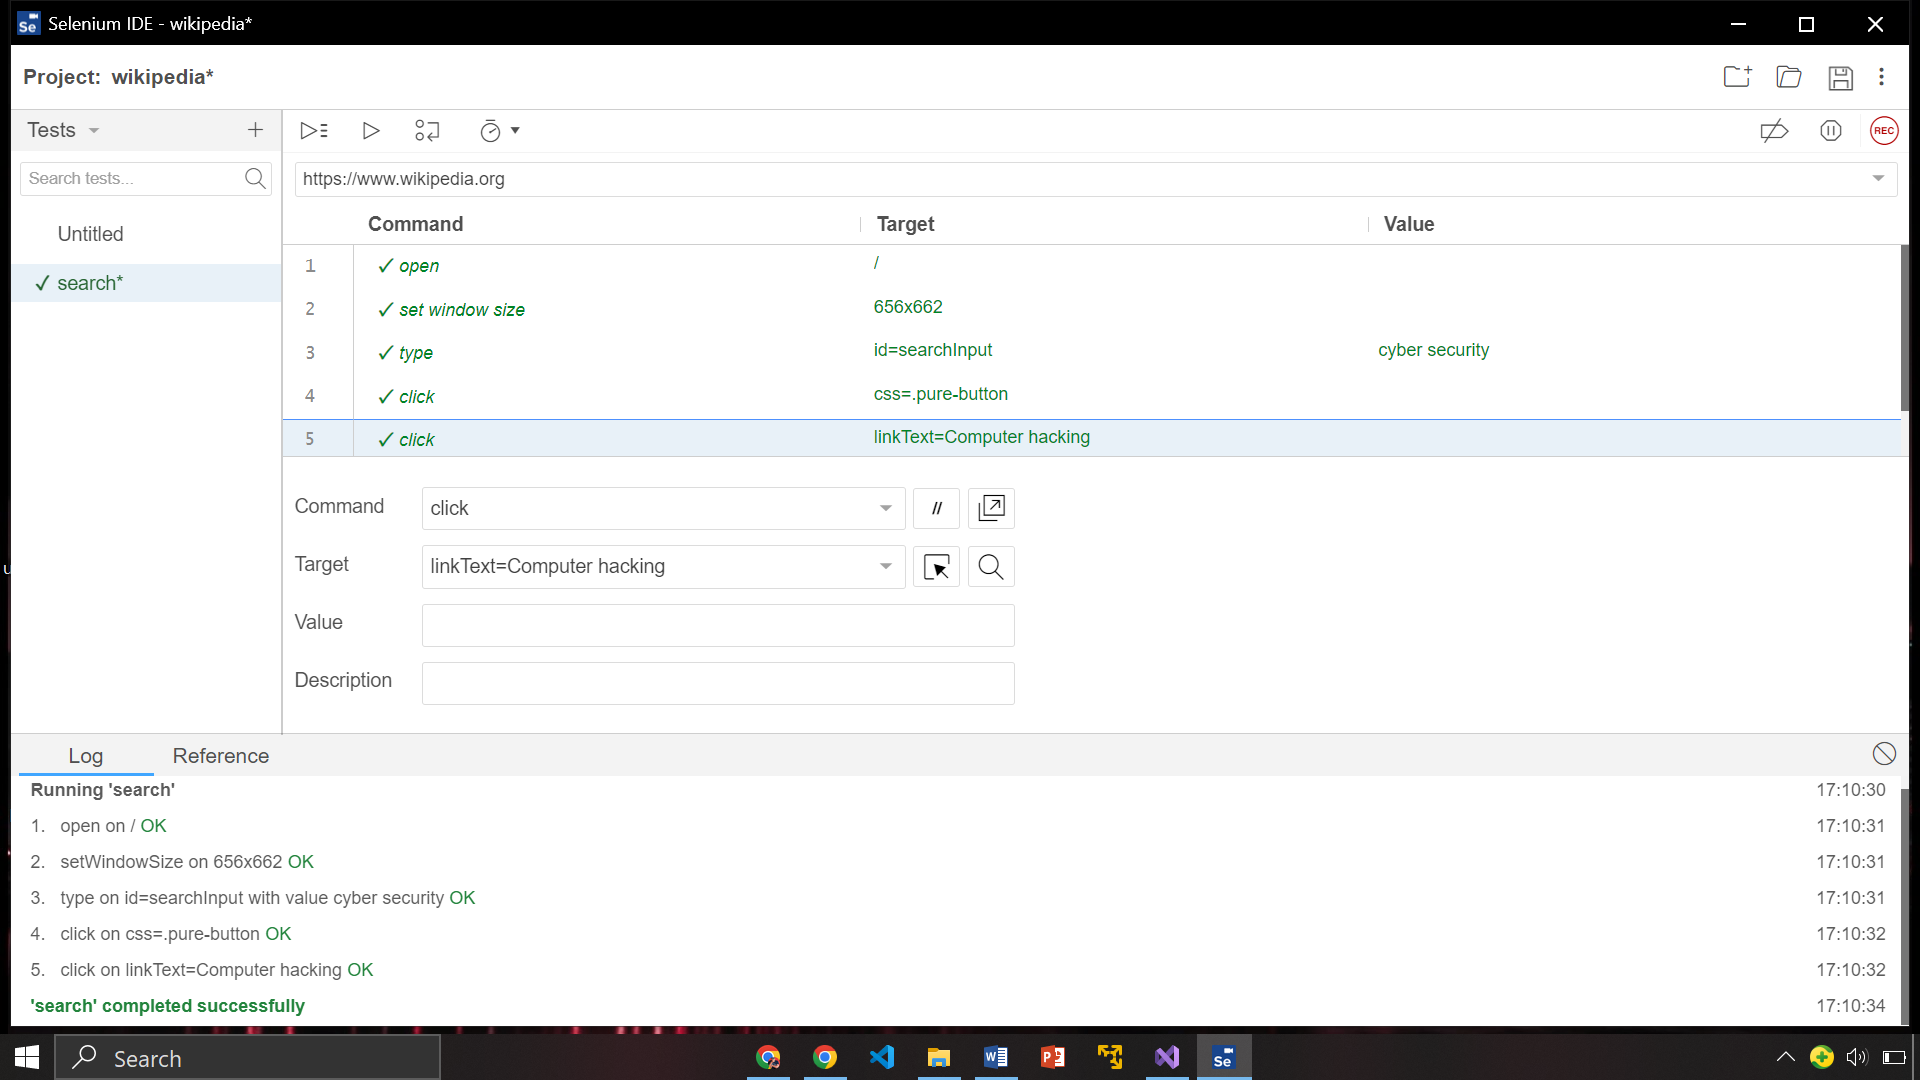 Se Selenium IDE - wikipedia*
Project: wikipedia*
Tests
REC
Search tests...
https://www.wikipedia.org
Untitled
✓ search*
Command Target Value
1 ✓ open /
2 ✓ set window size 656x662
3 ✓ type id=searchInput cyber security
4 ✓ click css=.pure-button
5 ✓ click linkText=Computer hacking
Command click //
Target linkText=Computer hacking
Value
Description
Log Reference
Running 'search' 17:10:30
1. open on / OK 17:10:31
2. setWindowSize on 656x662 OK 17:10:31
3. type on id=searchInput with value cyber security OK 17:10:31
4. click on css=.pure-button OK 17:10:32
5. click on linkText=Computer hacking OK 17:10:32
'search' completed successfully 17:10:34
Search
Se